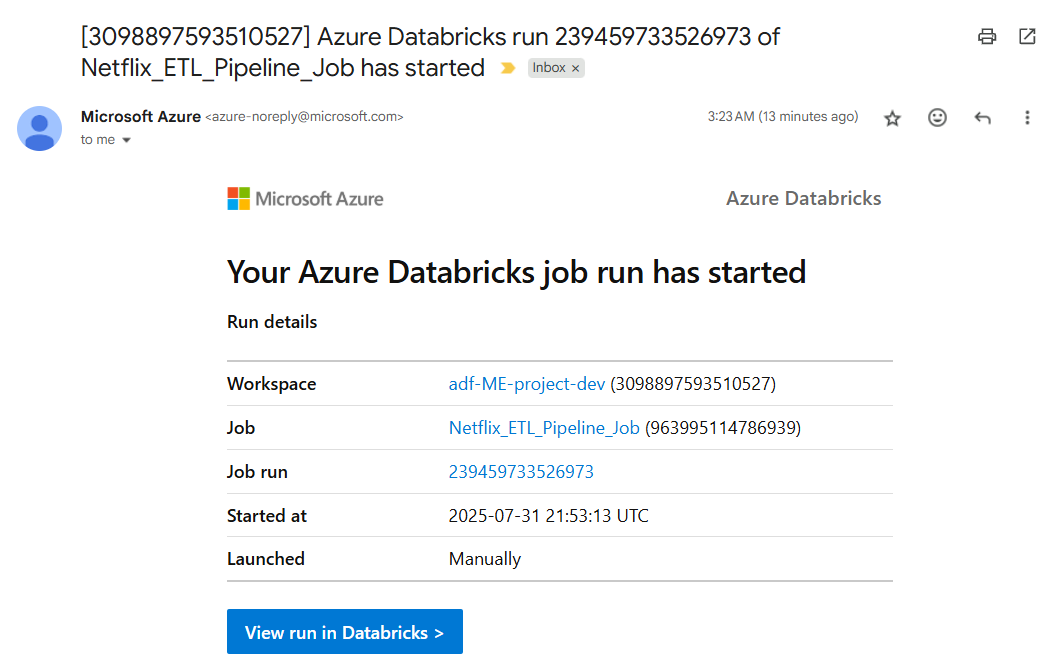 [3098897593510527] Azure Databricks run 239459733526973 of
Netflix_ETL_Pipeline_Job has started
Inbox ×
Microsoft Azure <azure-noreply@microsoft.com>
3:23 AM (13 minutes ago)
to me
Microsoft Azure
Azure Databricks
Your Azure Databricks job run has started
Run details
Workspace adf-ME-project-dev (3098897593510527)
Job Netflix_ETL_Pipeline_Job (963995114786939)
Job run 239459733526973
Started at 2025-07-31 21:53:13 UTC
Launched Manually
View run in Databricks >